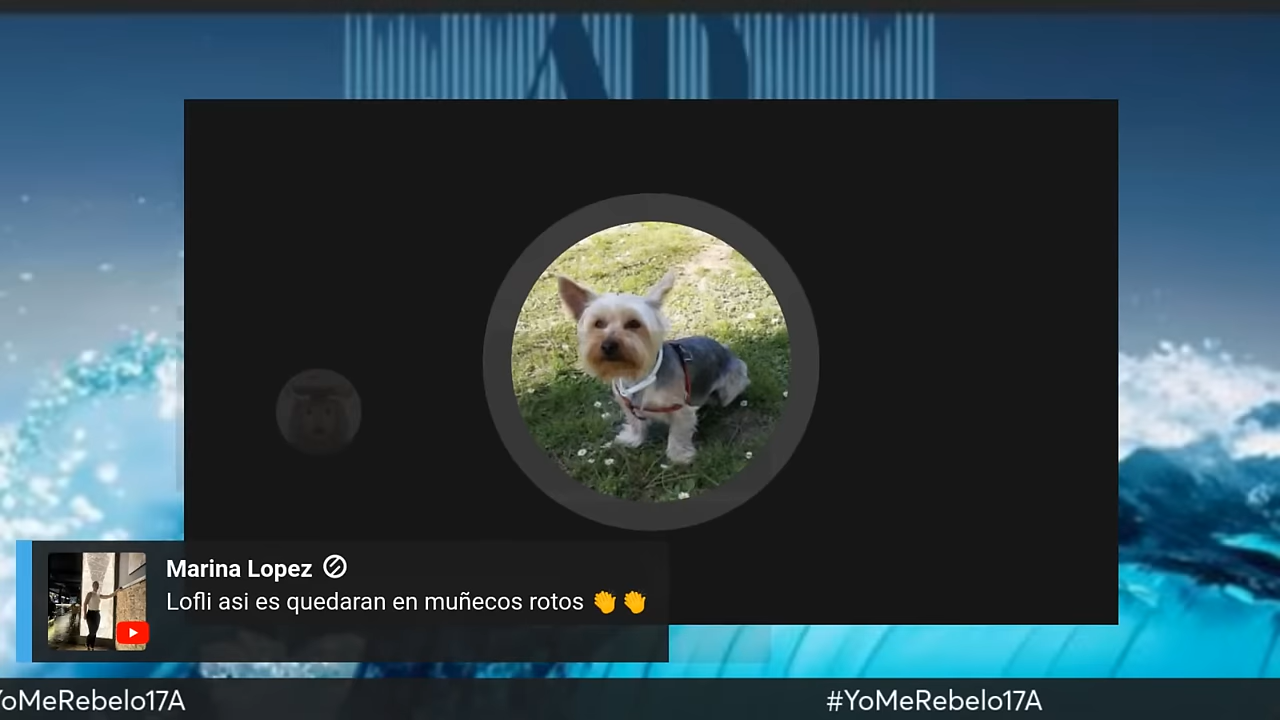 Marina Lopez
Lofli asi es quedaran en muñecos rotos 👏👏
YoMeRebelo17A #YoMeRebelo17A